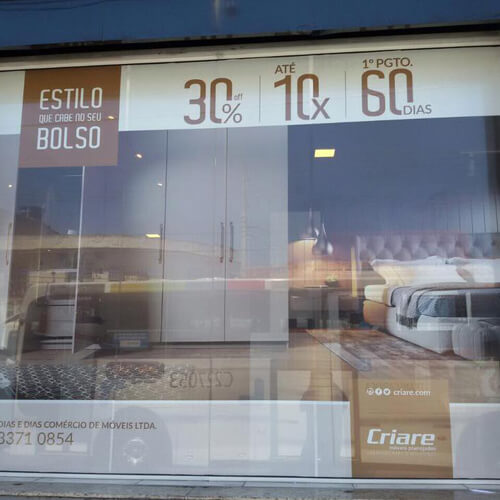 ESTILO
QUE CABE NO SEU
BOLSO
30% off
ATÉ
10x
1º PGTO.
60 DIAS
criare.com
Criare
móveis planejados
DIAS E DIAS COMÉRCIO DE MÓVEIS LTDA.
3371 0854